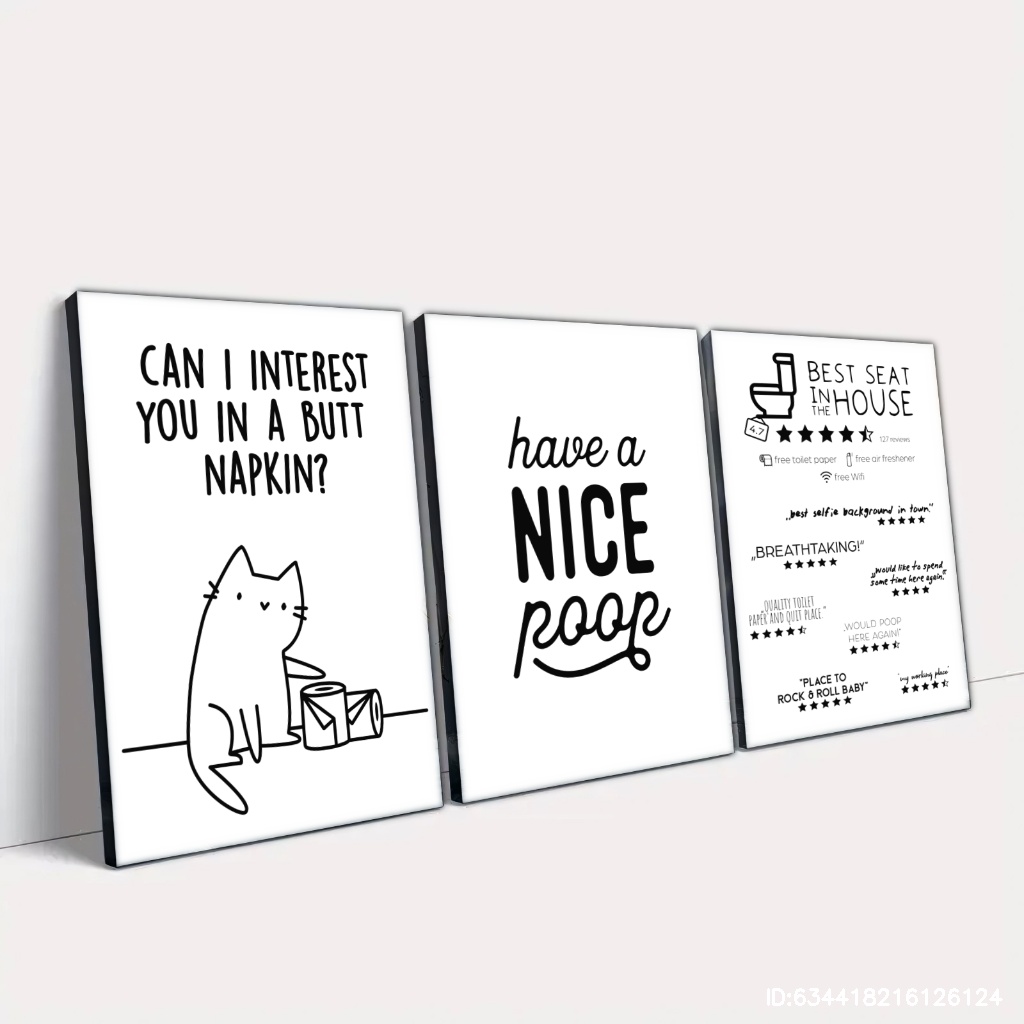 CAN I INTEREST
YOU IN A BUTT
NAPKIN?
have a
NICE
poop
BEST SEAT
IN THE HOUSE
4.7
127 reviews
free toilet paper
free air freshener
free Wifi
„best selfie background in town.“
„BREATHTAKING!“
„would like to spend
some time here again.“
„QUALITY TOILET
PAPER AND QUIT PLACE.“
„WOULD POOP
HERE AGAIN!“
"PLACE TO
ROCK & ROLL BABY"
"my working place"
ID:634418216126124